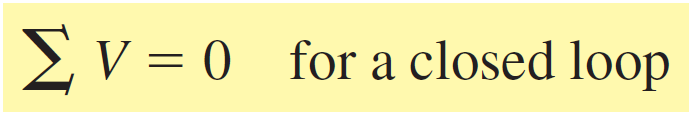 ∑ V = 0 for a closed loop